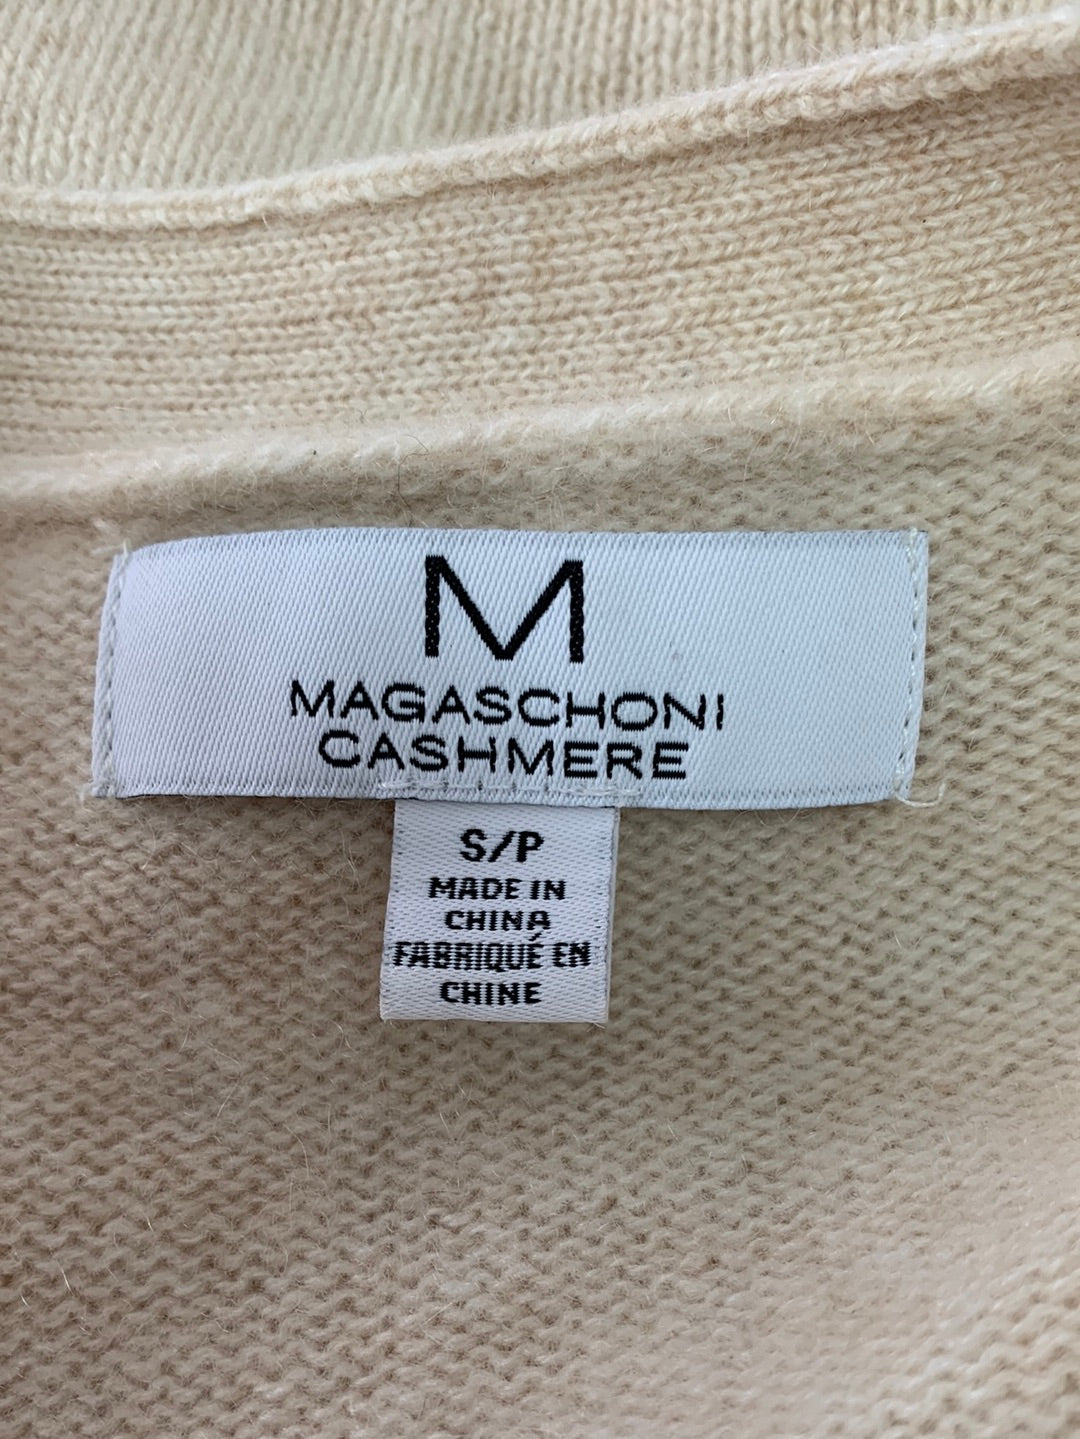 M
MAGASCHONI
CASHMERE
S/P
MADE IN
CHINA
FABRIQUÉ EN
CHINE